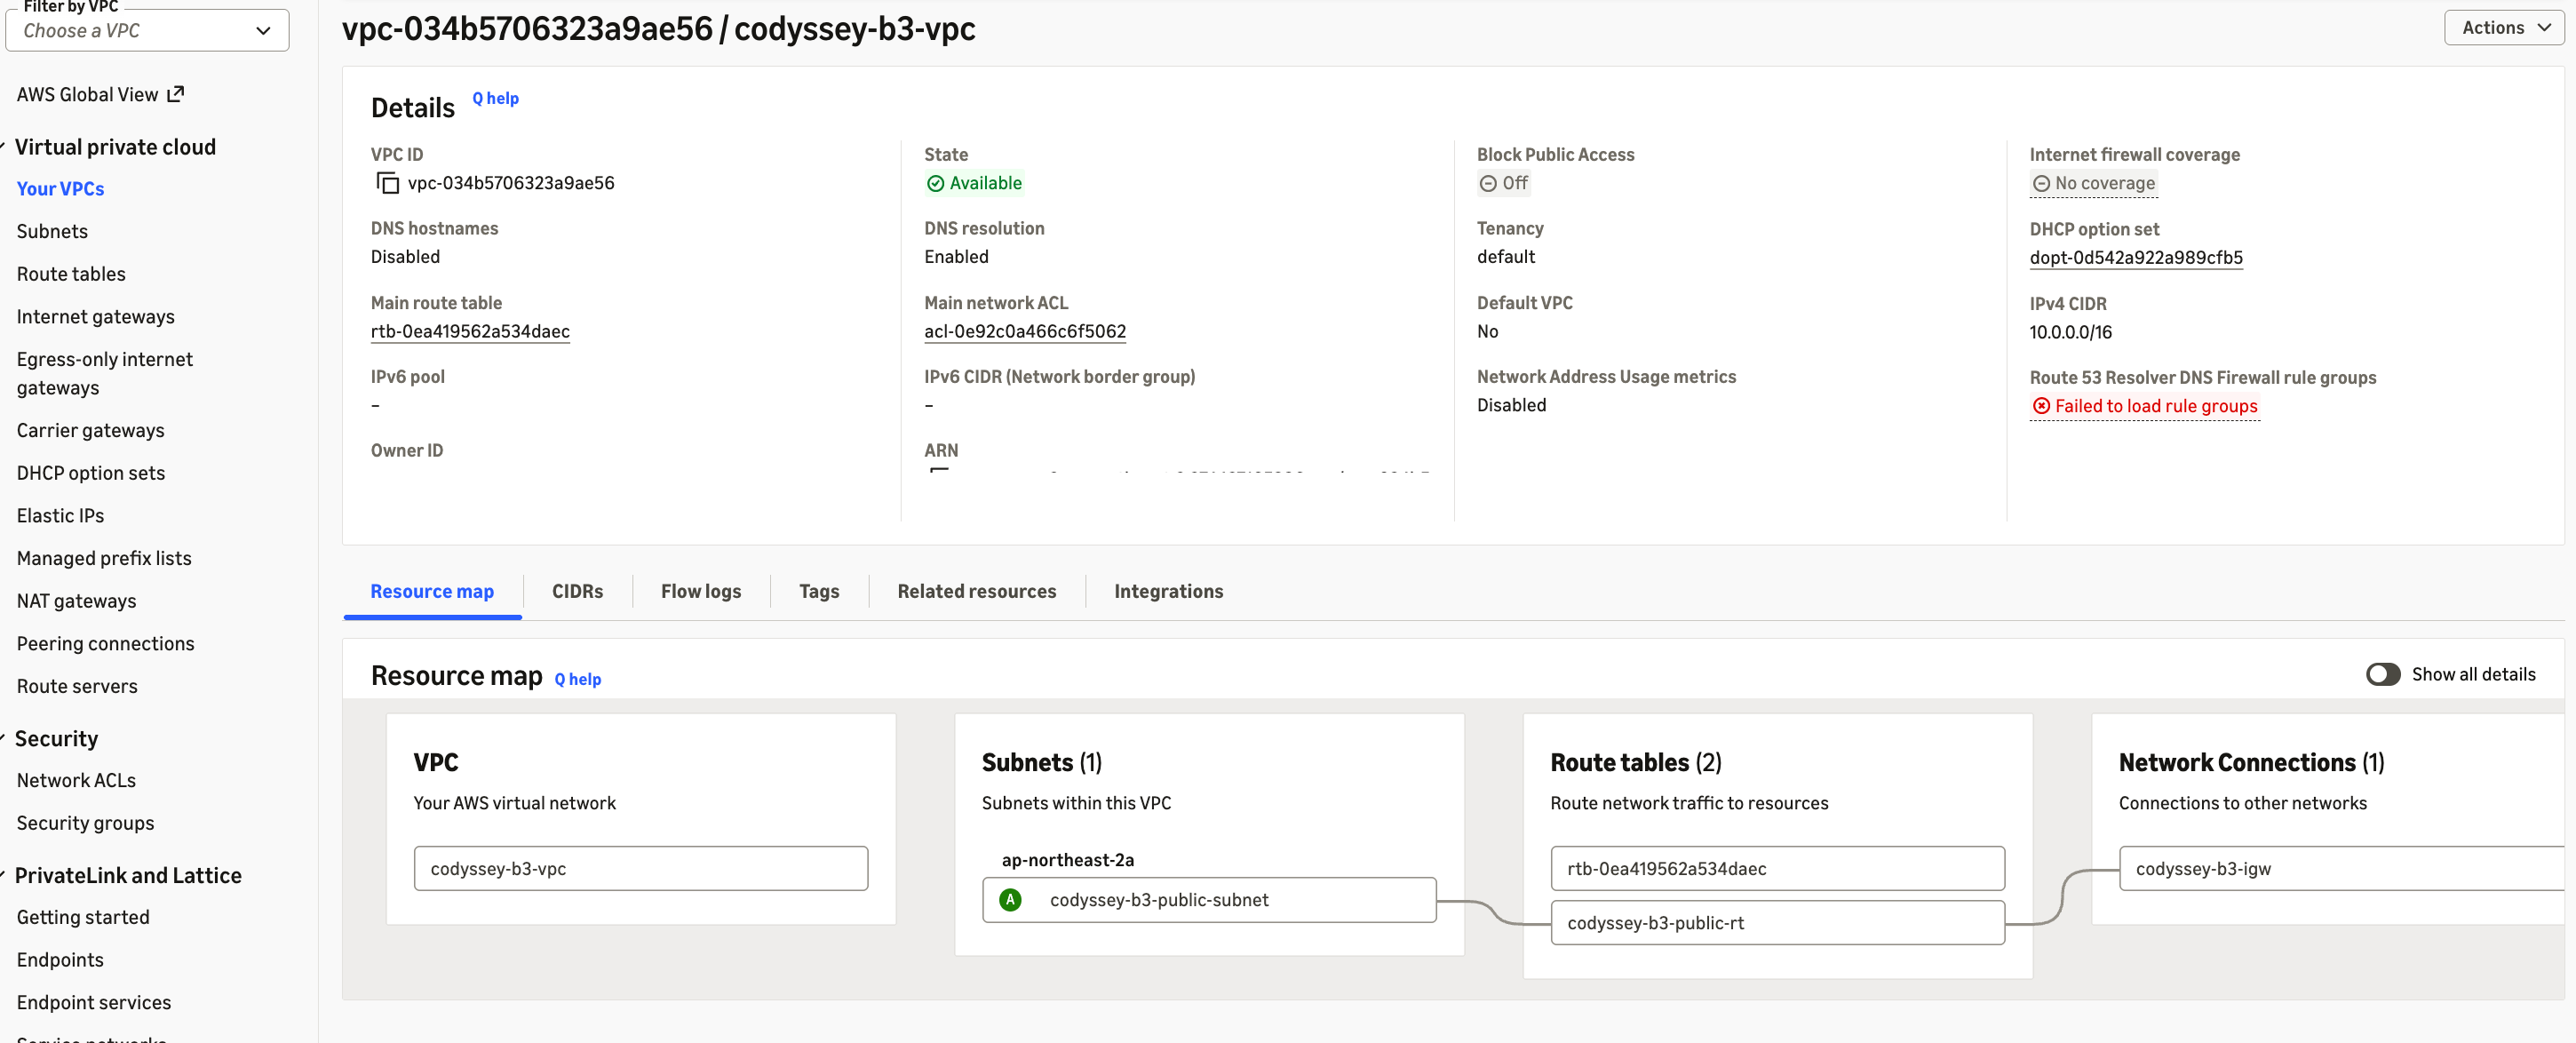 Filter by VPC
Choose a VPC
AWS Global View
Virtual private cloud
Your VPCs
Subnets
Route tables
Internet gateways
Egress-only internet
gateways
Carrier gateways
DHCP option sets
Elastic IPs
Managed prefix lists
NAT gateways
Peering connections
Route servers
Security
Network ACLs
Security groups
PrivateLink and Lattice
Getting started
Endpoints
Endpoint services
vpc-034b5706323a9ae56 / codyssey-b3-vpc
Actions
Details
Q help
VPC ID
vpc-034b5706323a9ae56
State
Available
Block Public Access
Off
Internet firewall coverage
No coverage
DNS hostnames
Disabled
DNS resolution
Enabled
Tenancy
default
DHCP option set
dopt-0d542a922a989cfb5
Main route table
rtb-0ea419562a534daec
Main network ACL
acl-0e92c0a466c6f5062
Default VPC
No
IPv4 CIDR
10.0.0.0/16
IPv6 pool
–
IPv6 CIDR (Network border group)
–
Network Address Usage metrics
Disabled
Route 53 Resolver DNS Firewall rule groups
Failed to load rule groups
Owner ID
ARN
Resource map
CIDRs
Flow logs
Tags
Related resources
Integrations
Resource map
Q help
Show all details
VPC
Your AWS virtual network
codyssey-b3-vpc
Subnets (1)
Subnets within this VPC
ap-northeast-2a
A codyssey-b3-public-subnet
Route tables (2)
Route network traffic to resources
rtb-0ea419562a534daec
codyssey-b3-public-rt
Network Connections (1)
Connections to other networks
codyssey-b3-igw